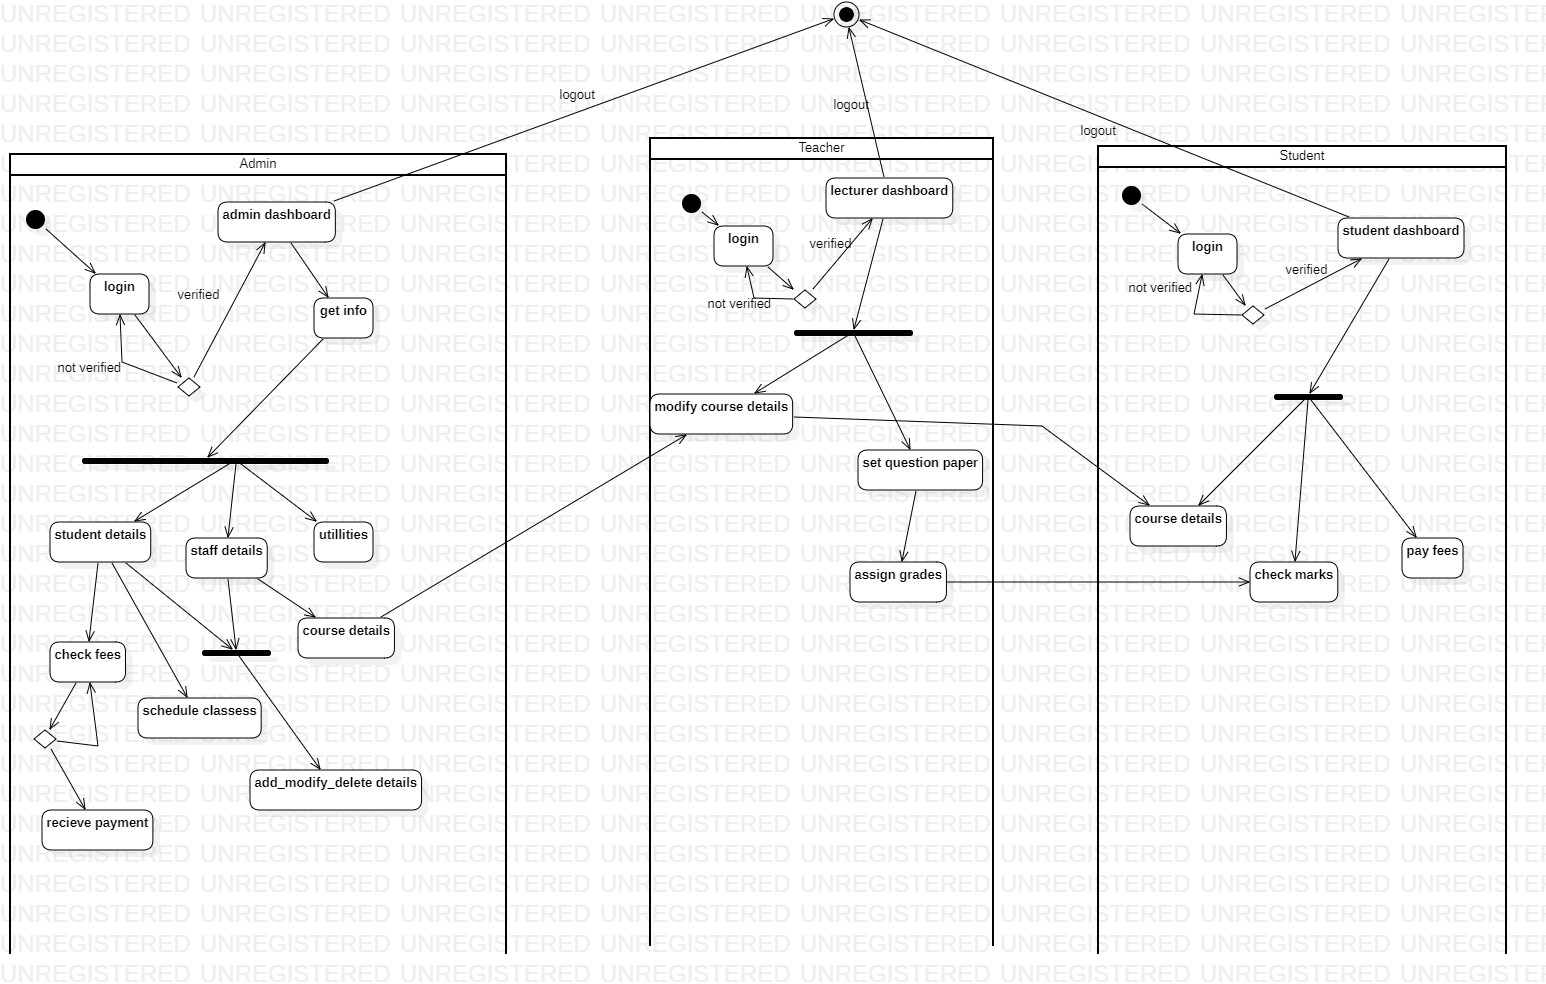 logout
logout
logout
Admin
admin dashboard
login
verified
get info
not verified
student details
staff details
utillities
course details
check fees
schedule classess
add_modify_delete details
recieve payment
Teacher
lecturer dashboard
login
verified
not verified
modify course details
set question paper
assign grades
Student
student dashboard
login
verified
not verified
course details
check marks
pay fees
UNREGISTERED